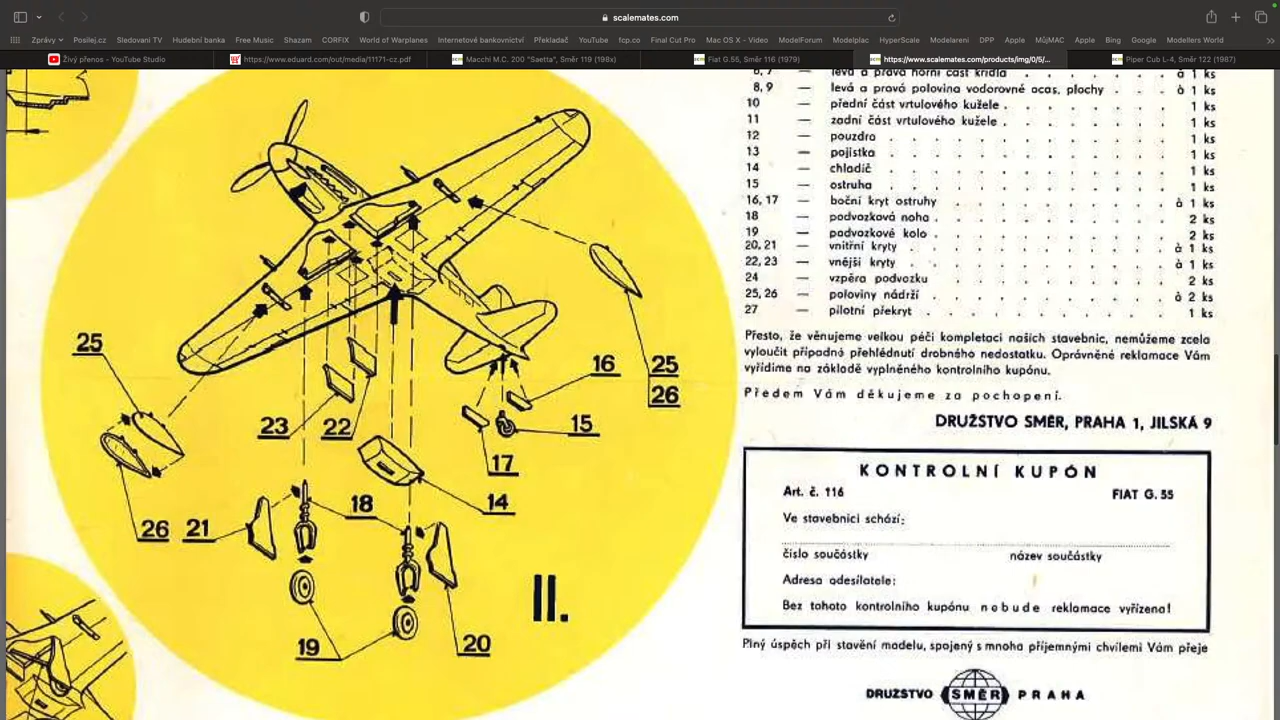 scalemates.com
Zprávy
Posilej.cz
Sledovani TV
Hudební banka
Free Music
Shazam
CORFIX
World of Warplanes
Internetové bankovnictví
Překladač
YouTube
fcp.co
Final Cut Pro
Mac OS X - Video
ModelForum
Modelplac
HyperScale
Modelareni
OPP
Apple
MůjMAC
Apple
Bing
Google
Modellers World
Živý přenos – YouTube Studio
https://www.eduard.com/out/media/11171-cz.pdf
Macchi M.C. 200 "Saetta", Směr 119 (198x)
Fiat G.55, Směr 116 (1979)
https://www.scalemates.com/products/img/0/5/...
Piper Cub L-4, Směr 122 (1987)
6, 7 — levá a pravá horní část křídla à 1 ks
8, 9 — levá a pravá polovina vodorovné ocas. plochy . à 1 ks
10 — přední část vrtulového kužele . . . . . . . 1 ks
11 — zadní část vrtulového kužele . . . . . . . 1 ks
12 — pouzdro . . . . . . . 1 ks
13 — pojistka . . . . . . . 1 ks
14 — chladič . . . . . . . 1 ks
15 — ostruha . . . . . . . 1 ks
16, 17 — boční kryt ostruhy . . . . . . . à 1 ks
18 — podvozková noha . . . . . . . 2 ks
19 — podvozkové kolo . . . . . . . 2 ks
20, 21 — vnitřní kryty . . . . . . . à 1 ks
22, 23 — vnější kryty . . . . . . . à 1 ks
24 — vzpěra podvozku . . . . . . . 2 ks
25, 26 — poloviny nádrží . . . . . . . à 2 ks
27 — pilotní překryt . . . . . . . 1 ks
Přesto, že věnujeme velkou péči kompletaci našich stavebnic, nemůžeme zcela
vyloučit případná přehlédnutí drobného nedostatku. Oprávněné reklamace Vám
vyřídíme na základě vyplněného kontrolního kupónu.
Předem Vám děkujeme za pochopení.
DRUŽSTVO SMĚR, PRAHA 1, JILSKÁ 9
KONTROLNÍ KUPÓN
Art. č. 116 FIAT G. 55
Ve stavebnici schází:
číslo součástky název součástky
Adresa odesílatele:
Bez tohoto kontrolního kupónu nebude reklamace vyřízena!
Plný úspěch při stavění modelu, spojený s mnoha příjemnými chvílemi Vám přeje
DRUŽSTVO SMĚR PRAHA
25
26
21
23
22
18
14
16
15
17
25
26
19
20
II.